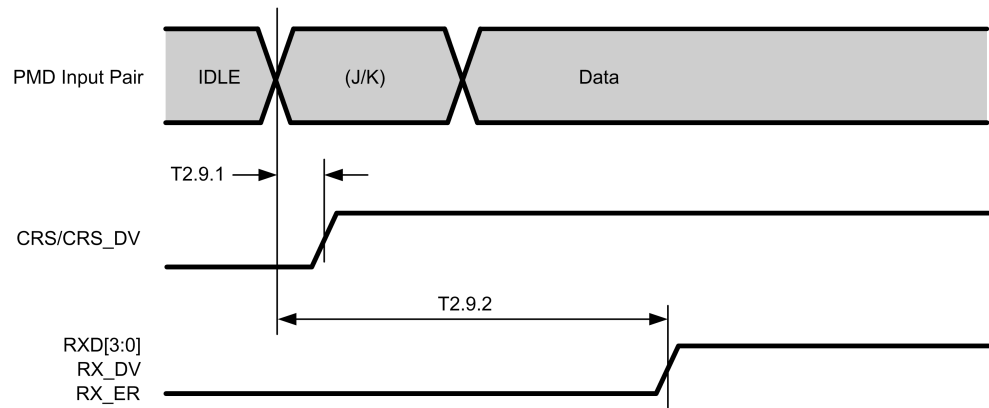 PMD Input Pair
IDLE
(J/K)
Data
T2.9.1
CRS/CRS_DV
T2.9.2
RXD[3:0]
RX_DV
RX_ER